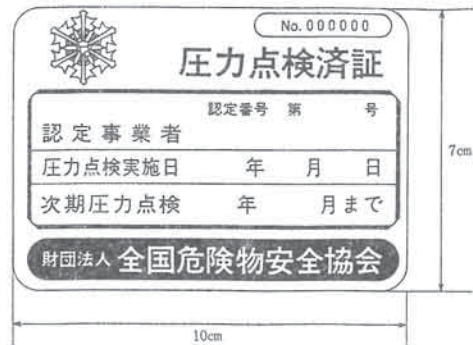 No.000000
圧力点検済証
認定番号 第 号
認定事業者
圧力点検実施日 年 月 日
次期圧力点検 年 月まで
財団法人 全国危険物安全協会
7cm
10cm